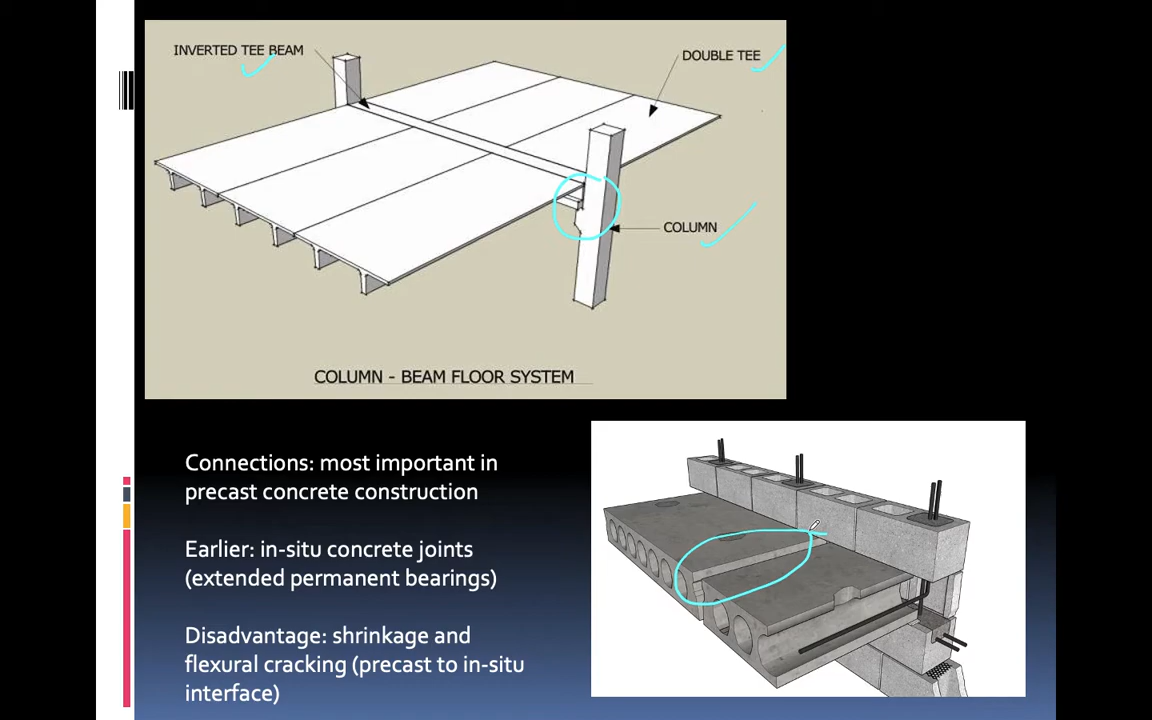 INVERTED TEE BEAM
DOUBLE TEE
COLUMN
COLUMN - BEAM FLOOR SYSTEM
Connections: most important in
precast concrete construction
Earlier: in-situ concrete joints
(extended permanent bearings)
Disadvantage: shrinkage and
flexural cracking (precast to in-situ
interface)